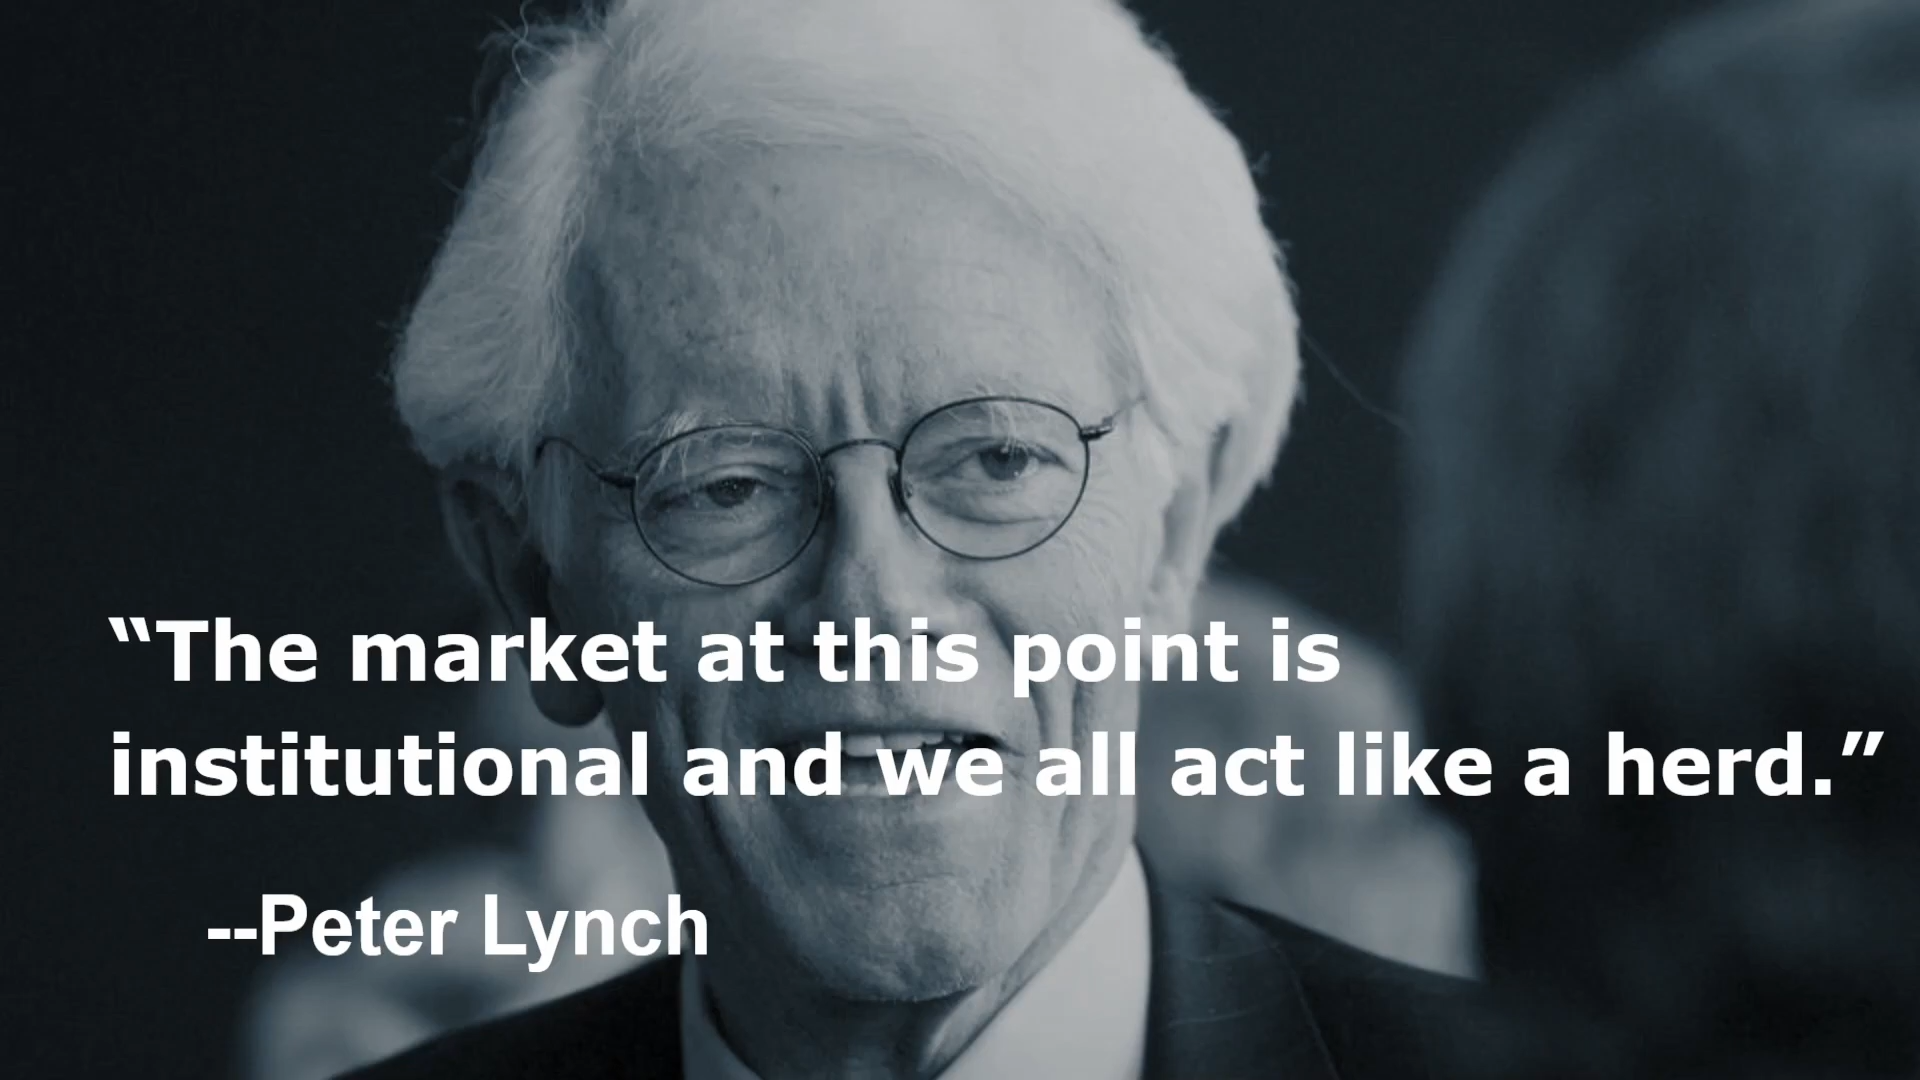 “The market at this point is
institutional and we all act like a herd.”
--Peter Lynch